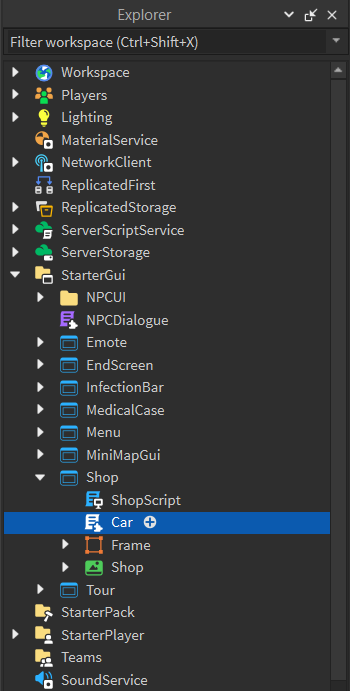 Explorer
Filter workspace (Ctrl+Shift+X)
Workspace
Players
Lighting
MaterialService
NetworkClient
ReplicatedFirst
ReplicatedStorage
ServerScriptService
ServerStorage
StarterGui
NPCUI
NPCDialogue
Emote
EndScreen
InfectionBar
MedicalCase
Menu
MiniMapGui
Shop
ShopScript
Car
Frame
Shop
Tour
StarterPack
StarterPlayer
Teams
SoundService